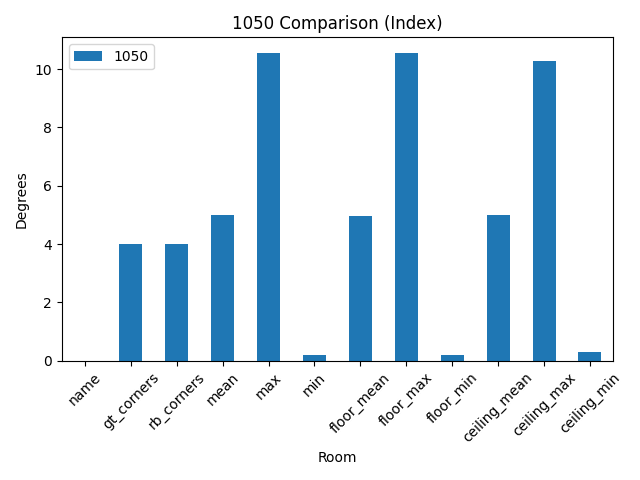 1050 Comparison (Index)
1050
Degrees
10
8
6
4
2
0
name
gt_corners
rb_corners
mean
max
min
floor_mean
floor_max
floor_min
ceiling_mean
ceiling_max
ceiling_min
Room